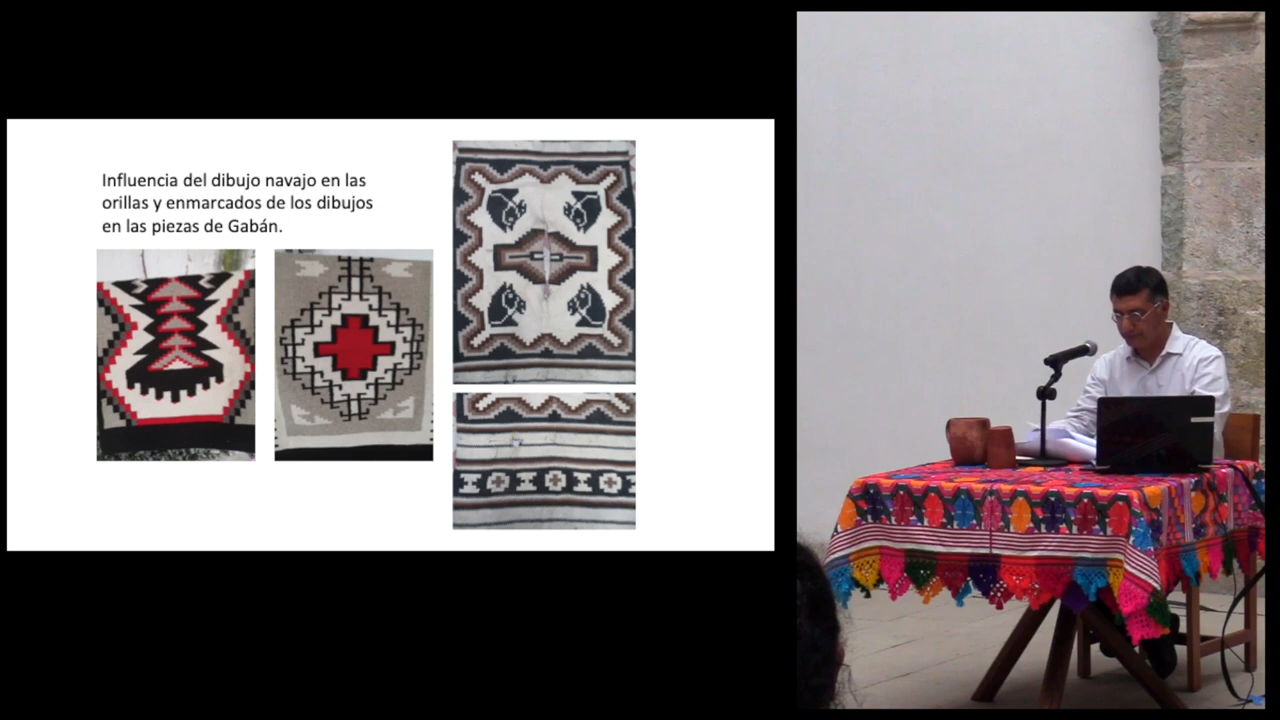 Influencia del dibujo navajo en las
orillas y enmarcados de los dibujos
en las piezas de Gabán.